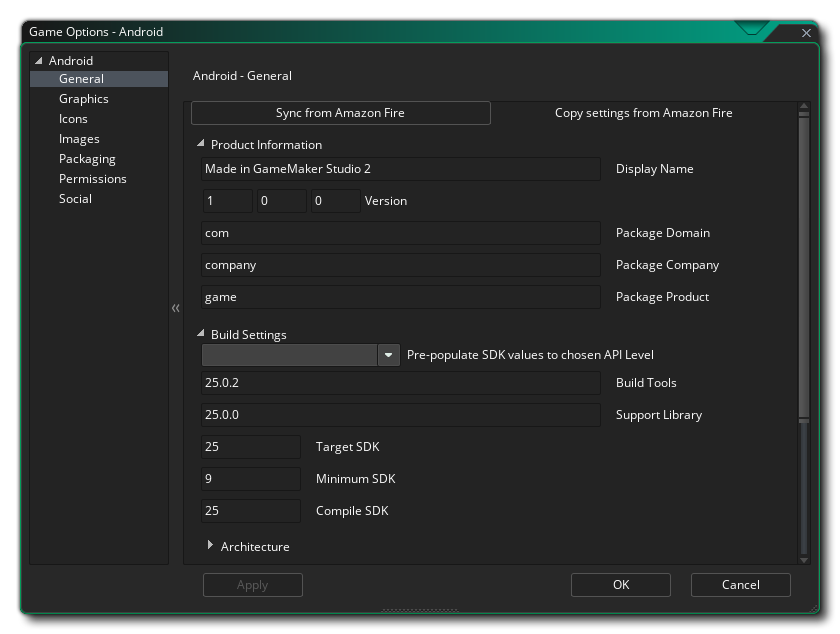 Game Options - Android
Android
General
Graphics
Icons
Images
Packaging
Permissions
Social
Android - General
Sync from Amazon Fire
Copy settings from Amazon Fire
Product Information
Made in GameMaker Studio 2 Display Name
1 0 0 Version
com Package Domain
company Package Company
game Package Product
Build Settings
Pre-populate SDK values to chosen API Level
25.0.2 Build Tools
25.0.0 Support Library
25 Target SDK
9 Minimum SDK
25 Compile SDK
Architecture
Apply OK Cancel